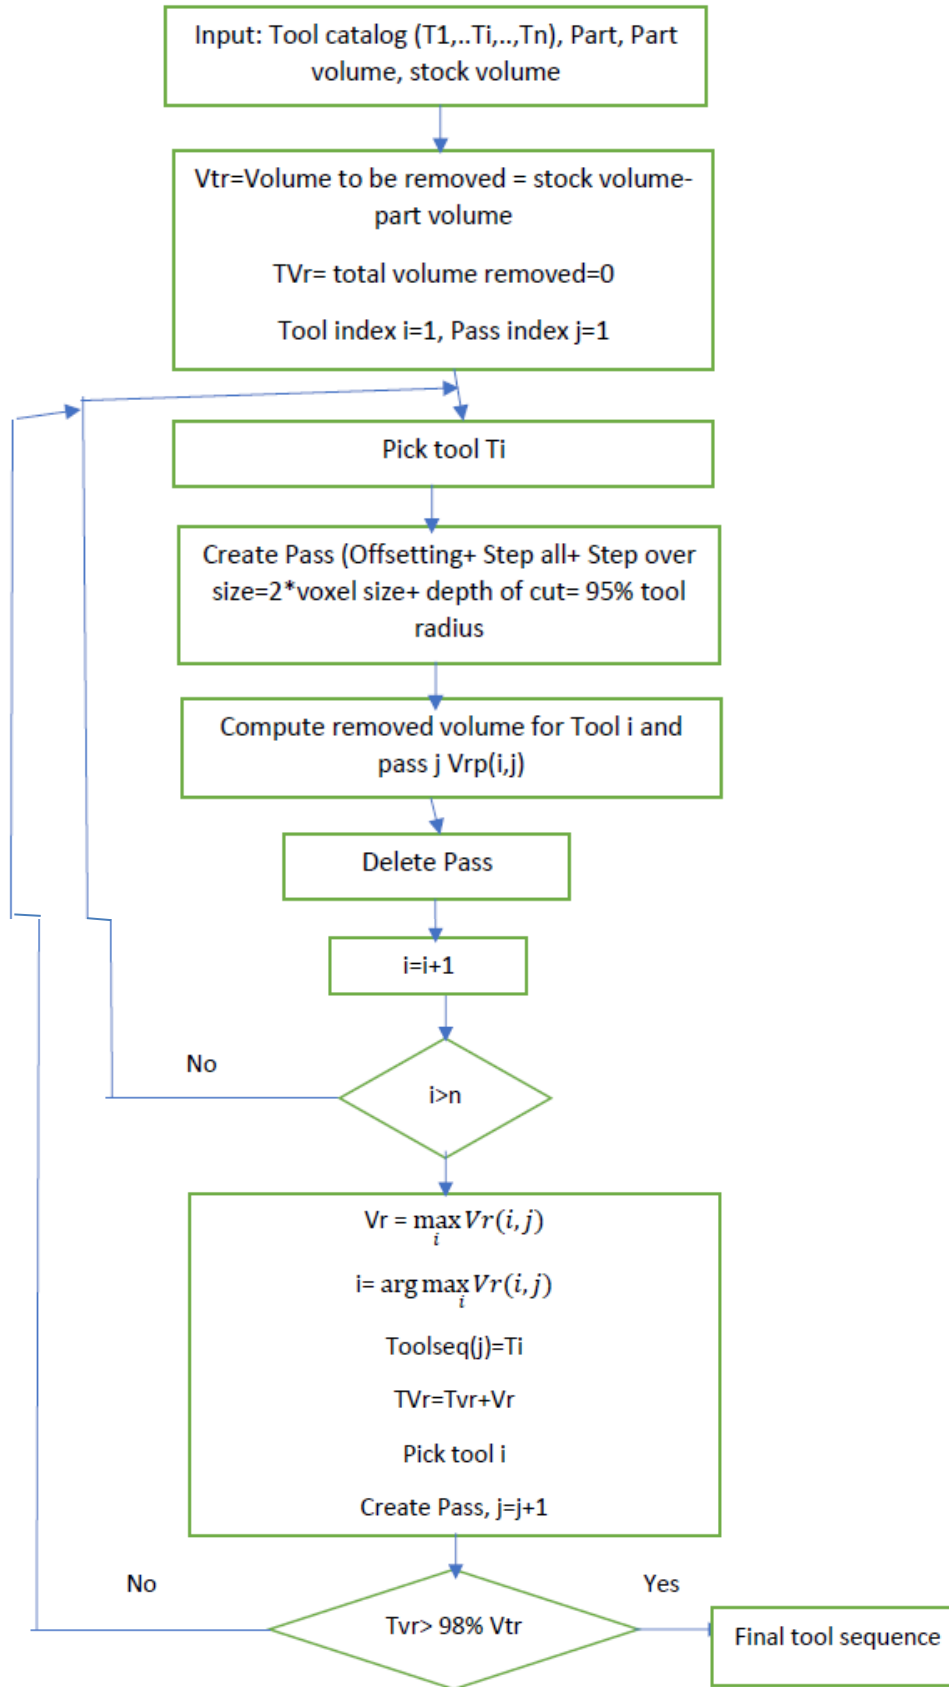 Input: Tool catalog (T1,..Ti,..,Tn), Part, Part
volume, stock volume
Vtr=Volume to be removed = stock volume-
part volume
TVr= total volume removed=0
Tool index i=1, Pass index j=1
Pick tool Ti
Create Pass (Offsetting+ Step all+ Step over
size=2*voxel size+ depth of cut= 95% tool
radius
Compute removed volume for Tool i and
pass j Vrp(i,j)
Delete Pass
i=i+1
No
i>n
Vr = max_i Vr(i,j)
i= arg max_i Vr(i,j)
Toolseq(j)=Ti
TVr=Tvr+Vr
Pick tool i
Create Pass, j=j+1
No
Yes
Tvr> 98% Vtr
Final tool sequence